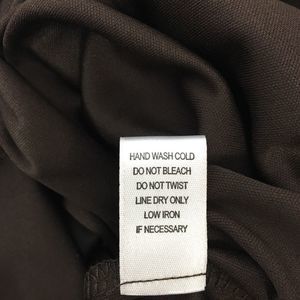 HAND WASH COLD
DO NOT BLEACH
DO NOT TWIST
LINE DRY ONLY
LOW IRON
IF NECESSARY